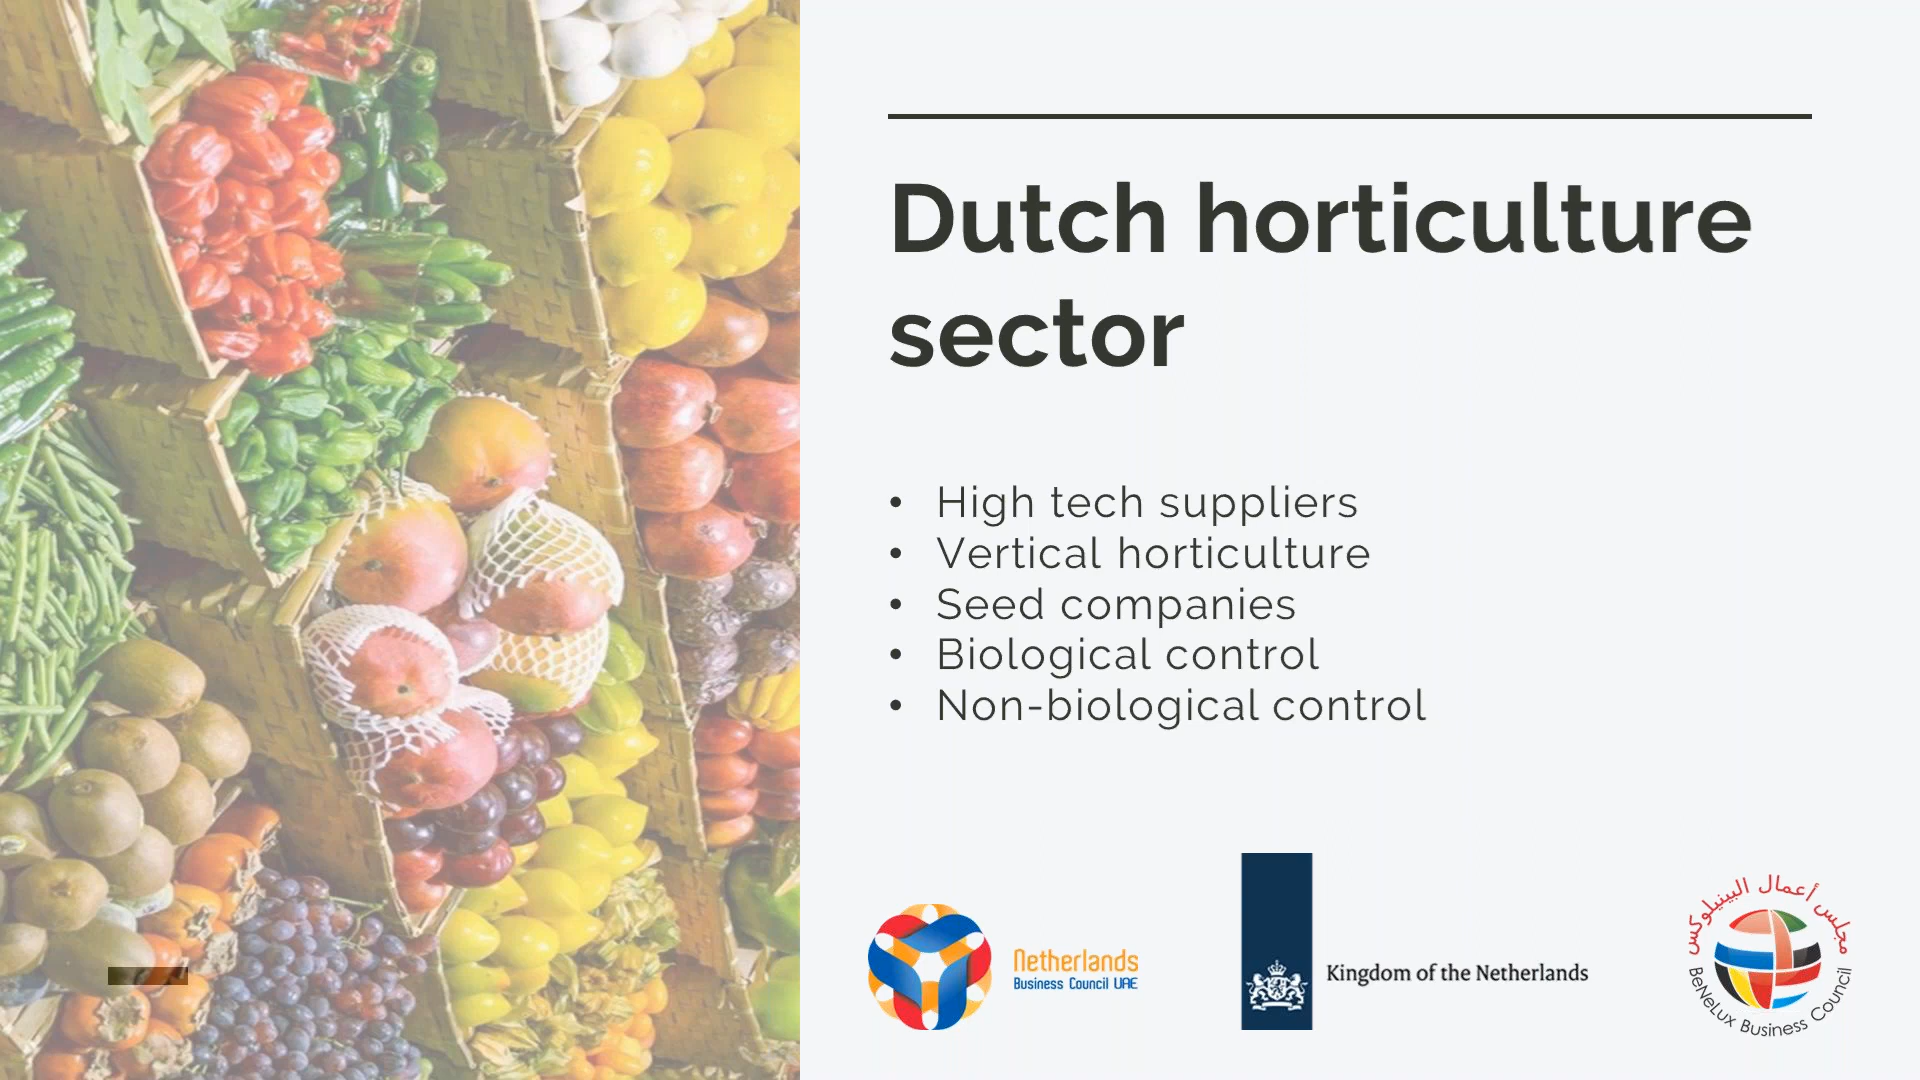 Dutch horticulture
sector
• High tech suppliers
• Vertical horticulture
• Seed companies
• Biological control
• Non-biological control
Netherlands
Business Council UAE
Kingdom of the Netherlands
مجلس أعمال البينيلوكس
BeNeLux Business Council